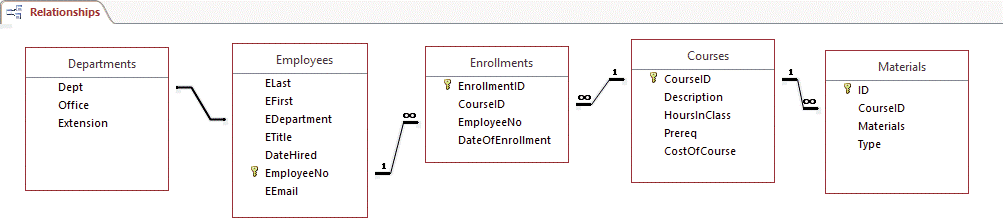 Relationships
Departments
Dept
Office
Extension
Employees
ELast
EFirst
EDepartment
ETitle
DateHired
EmployeeNo
EEmail
1
∞
Enrollments
EnrollmentID
CourseID
EmployeeNo
DateOfEnrollment
∞
1
Courses
CourseID
Description
HoursInClass
Prereq
CostOfCourse
1
∞
Materials
ID
CourseID
Materials
Type